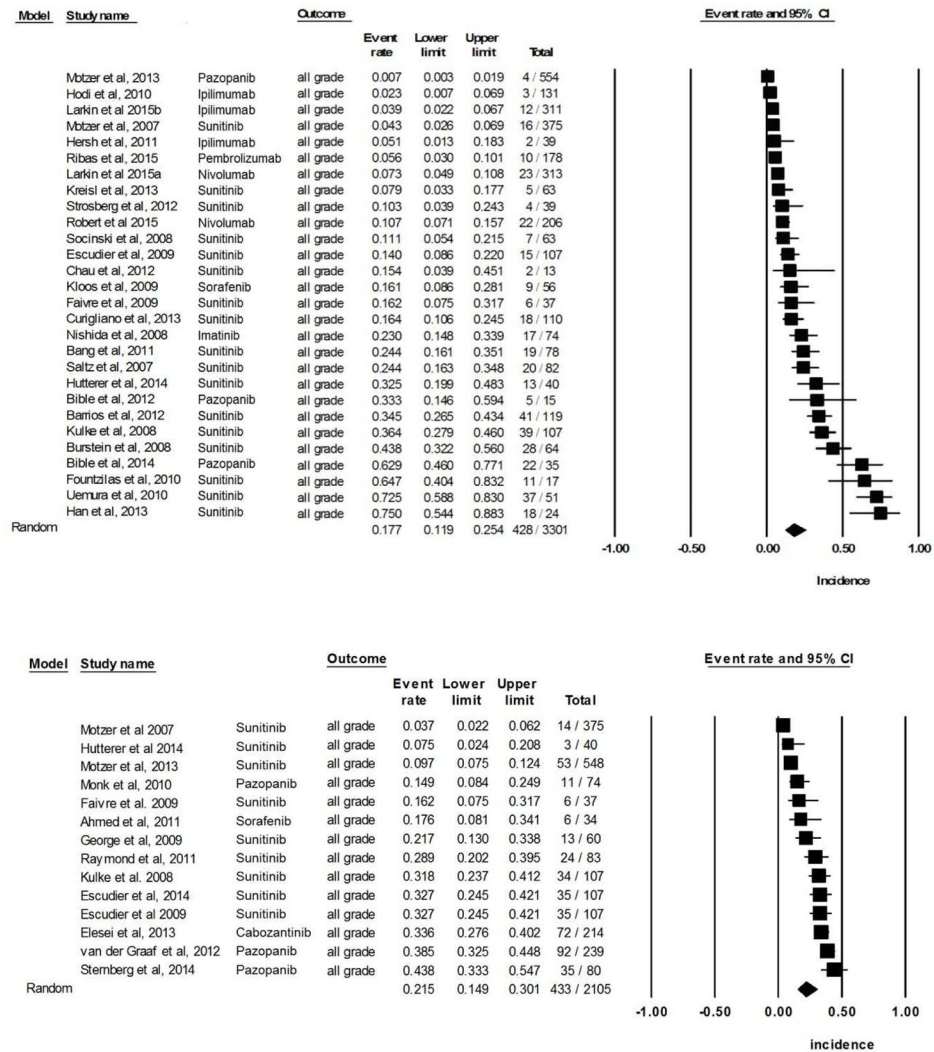 Model Study name Outcome Event rate and 95% CI
Event Lower Upper
rate limit limit Total
Motzer et al, 2013 Pazopanib all grade 0.007 0.003 0.019 4 / 554
Hodi et al, 2010 Ipilimumab all grade 0.023 0.007 0.069 3 / 131
Larkin et al 2015b Ipilimumab all grade 0.039 0.022 0.067 12 / 311
Motzer et al, 2007 Sunitinib all grade 0.043 0.026 0.069 16 / 375
Hersh et al, 2011 Ipilimumab all grade 0.051 0.013 0.183 2 / 39
Ribas et al, 2015 Pembrolizumab all grade 0.056 0.030 0.101 10 / 178
Larkin et al 2015a Nivolumab all grade 0.073 0.049 0.108 23 / 313
Kreisl et al, 2013 Sunitinib all grade 0.079 0.033 0.177 5 / 63
Strosberg et al, 2012 Sunitinib all grade 0.103 0.039 0.243 4 / 39
Robert et al 2015 Nivolumab all grade 0.107 0.071 0.157 22 / 206
Socinski et al, 2008 Sunitinib all grade 0.111 0.054 0.215 7 / 63
Escudier et al, 2009 Sunitinib all grade 0.140 0.086 0.220 15 / 107
Chau et al, 2012 Sunitinib all grade 0.154 0.039 0.451 2 / 13
Kloos et al, 2009 Sorafenib all grade 0.161 0.086 0.281 9 / 56
Faivre et al, 2009 Sunitinib all grade 0.162 0.075 0.317 6 / 37
Curigliano et al, 2013 Sunitinib all grade 0.164 0.106 0.245 18 / 110
Nishida et al, 2008 Imatinib all grade 0.230 0.148 0.339 17 / 74
Bang et al, 2011 Sunitinib all grade 0.244 0.161 0.351 19 / 78
Saltz et al, 2007 Sunitinib all grade 0.244 0.163 0.348 20 / 82
Hutterer et al, 2014 Sunitinib all grade 0.325 0.199 0.483 13 / 40
Bible et al, 2012 Pazopanib all grade 0.333 0.146 0.594 5 / 15
Barrios et al, 2012 Sunitinib all grade 0.345 0.265 0.434 41 / 119
Kulke et al, 2008 Sunitinib all grade 0.364 0.279 0.460 39 / 107
Burstein et al, 2008 Sunitinib all grade 0.438 0.322 0.560 28 / 64
Bible et al, 2014 Pazopanib all grade 0.629 0.460 0.771 22 / 35
Fountzilas et al, 2010 Sunitinib all grade 0.647 0.404 0.832 11 / 17
Uemura et al, 2010 Sunitinib all grade 0.725 0.588 0.830 37 / 51
Han et al, 2013 Sunitinib all grade 0.750 0.544 0.883 18 / 24
Random 0.177 0.119 0.254 428 / 3301
-1.00 -0.50 0.00 0.50 1.00
Incidence
Model Study name Outcome Event rate and 95% CI
Event Lower Upper
rate limit limit Total
Motzer et al 2007 Sunitinib all grade 0.037 0.022 0.062 14 / 375
Hutterer et al 2014 Sunitinib all grade 0.075 0.024 0.208 3 / 40
Motzer et al, 2013 Sunitinib all grade 0.097 0.075 0.124 53 / 548
Monk et al, 2010 Pazopanib all grade 0.149 0.084 0.249 11 / 74
Faivre et al. 2009 Sunitinib all grade 0.162 0.075 0.317 6 / 37
Ahmed et al, 2011 Sorafenib all grade 0.176 0.081 0.341 6 / 34
George et al, 2009 Sunitinib all grade 0.217 0.130 0.338 13 / 60
Raymond et al, 2011 Sunitinib all grade 0.289 0.202 0.395 24 / 83
Kulke et al. 2008 Sunitinib all grade 0.318 0.237 0.412 34 / 107
Escudier et al, 2014 Sunitinib all grade 0.327 0.245 0.421 35 / 107
Escudier et al 2009 Sunitinib all grade 0.327 0.245 0.421 35 / 107
Elesei et al, 2013 Cabozantinib all grade 0.336 0.276 0.402 72 / 214
van der Graaf et al, 2012 Pazopanib all grade 0.385 0.325 0.448 92 / 239
Sternberg et al, 2014 Pazopanib all grade 0.438 0.333 0.547 35 / 80
Random 0.215 0.149 0.301 433 / 2105
-1.00 -0.50 0.00 0.50 1.00
incidence